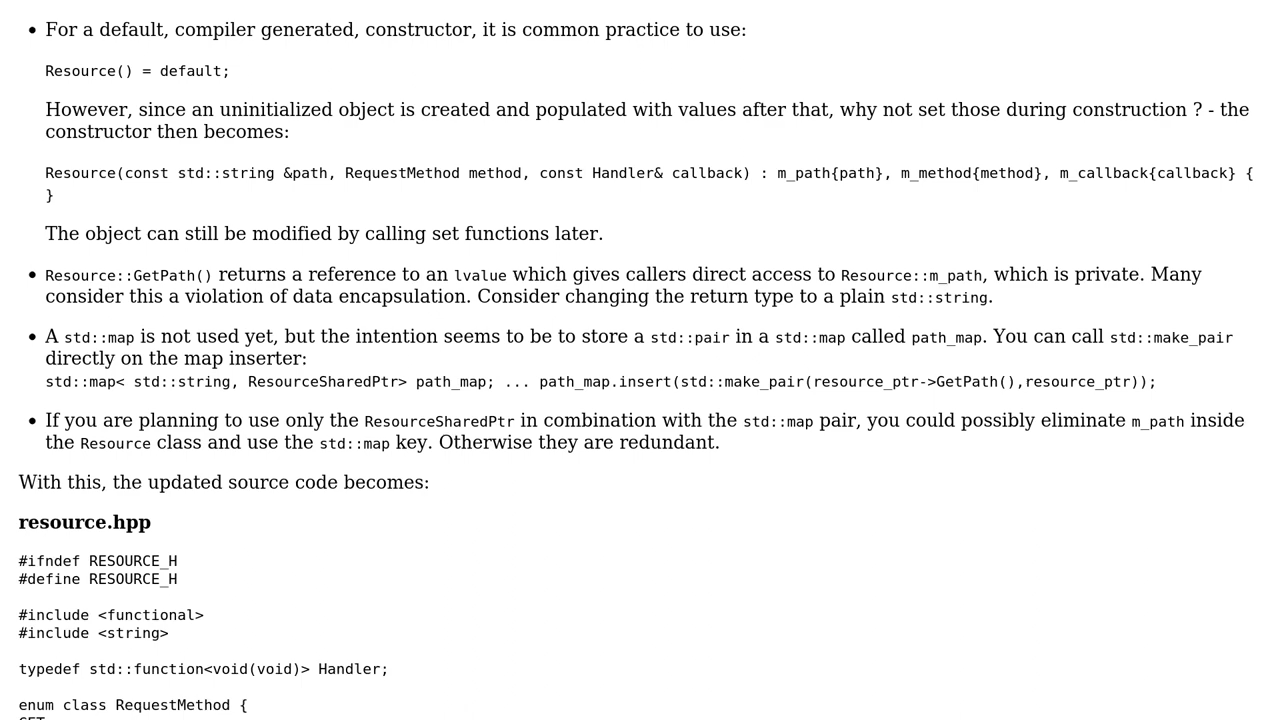 • For a default, compiler generated, constructor, it is common practice to use:
Resource() = default;
However, since an uninitialized object is created and populated with values after that, why not set those during construction ? - the
constructor then becomes:
Resource(const std::string &path, RequestMethod method, const Handler& callback) : m_path{path}, m_method{method}, m_callback{callback} {
}
The object can still be modified by calling set functions later.
• Resource::GetPath() returns a reference to an lvalue which gives callers direct access to Resource::m_path, which is private. Many
consider this a violation of data encapsulation. Consider changing the return type to a plain std::string.
• A std::map is not used yet, but the intention seems to be to store a std::pair in a std::map called path_map. You can call std::make_pair
directly on the map inserter:
std::map< std::string, ResourceSharedPtr> path_map; ... path_map.insert(std::make_pair(resource_ptr->GetPath(),resource_ptr));
• If you are planning to use only the ResourceSharedPtr in combination with the std::map pair, you could possibly eliminate m_path inside
the Resource class and use the std::map key. Otherwise they are redundant.
With this, the updated source code becomes:
resource.hpp
#ifndef RESOURCE_H
#define RESOURCE_H
#include <functional>
#include <string>
typedef std::function<void(void)> Handler;
enum class RequestMethod {